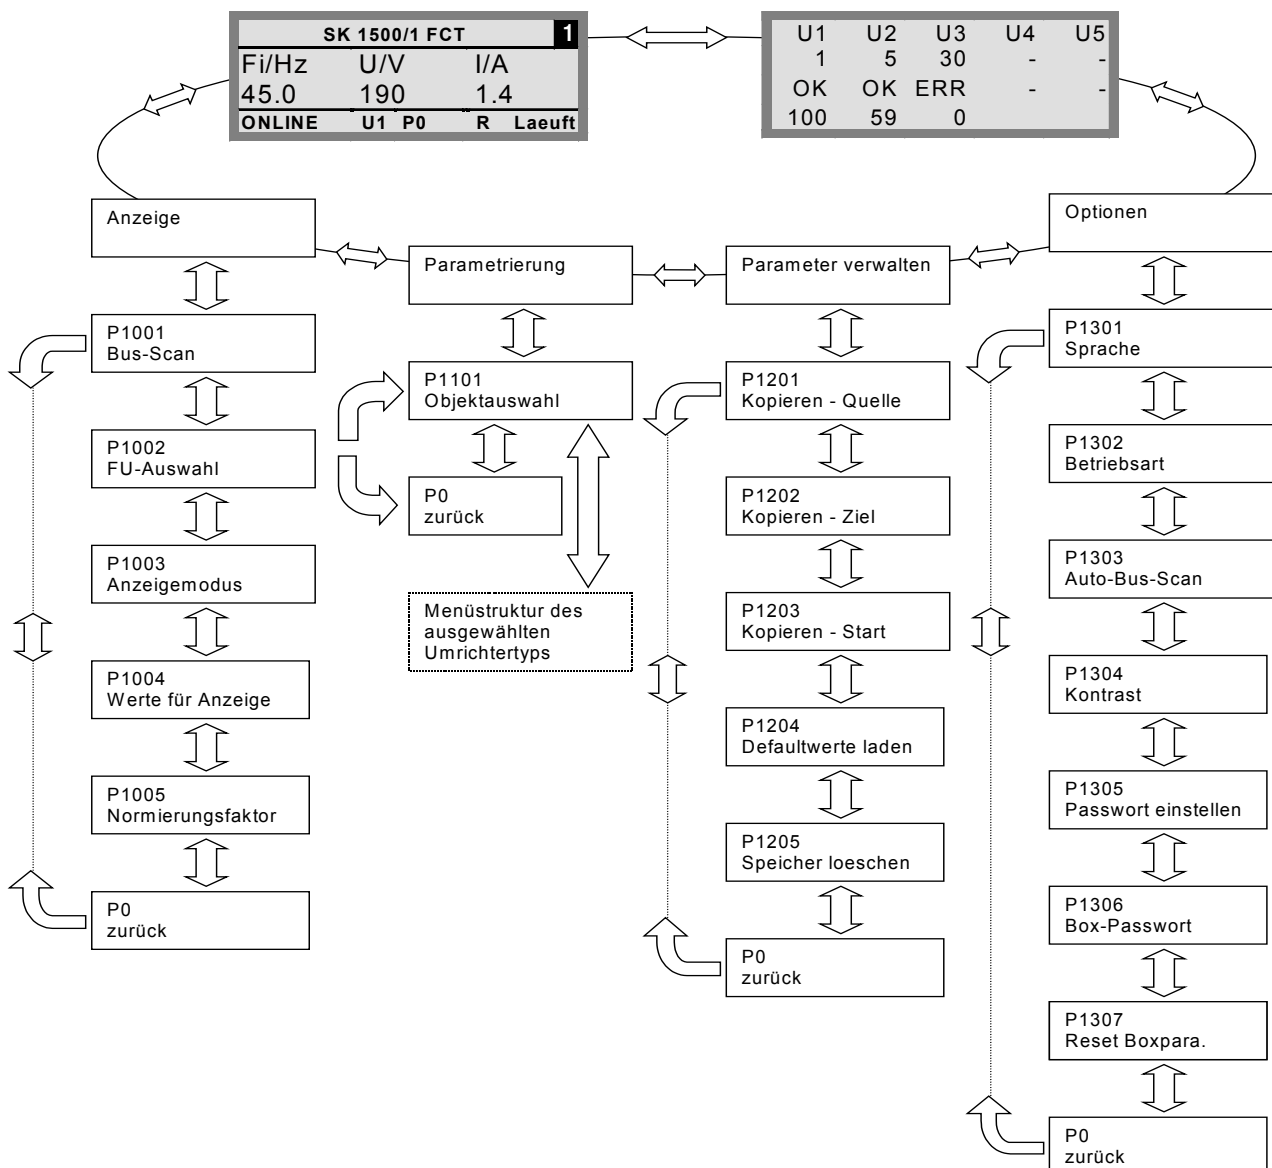 SK 1500/1 FCT 1
Fi/Hz U/V I/A
45.0 190 1.4
ONLINE U1 P0 R Laeuft
U1 U2 U3 U4 U5
1 5 30 - -
OK OK ERR - -
100 59 0
Anzeige
P1001
Bus-Scan
P1002
FU-Auswahl
P1003
Anzeigemodus
P1004
Werte für Anzeige
P1005
Normierungsfaktor
P0
zurück
Parametrierung
P1101
Objektauswahl
P0
zurück
Menüstruktur des
ausgewählten
Umrichtertyps
Parameter verwalten
P1201
Kopieren - Quelle
P1202
Kopieren - Ziel
P1203
Kopieren - Start
P1204
Defaultwerte laden
P1205
Speicher loeschen
P0
zurück
Optionen
P1301
Sprache
P1302
Betriebsart
P1303
Auto-Bus-Scan
P1304
Kontrast
P1305
Passwort einstellen
P1306
Box-Passwort
P1307
Reset Boxpara.
P0
zurück